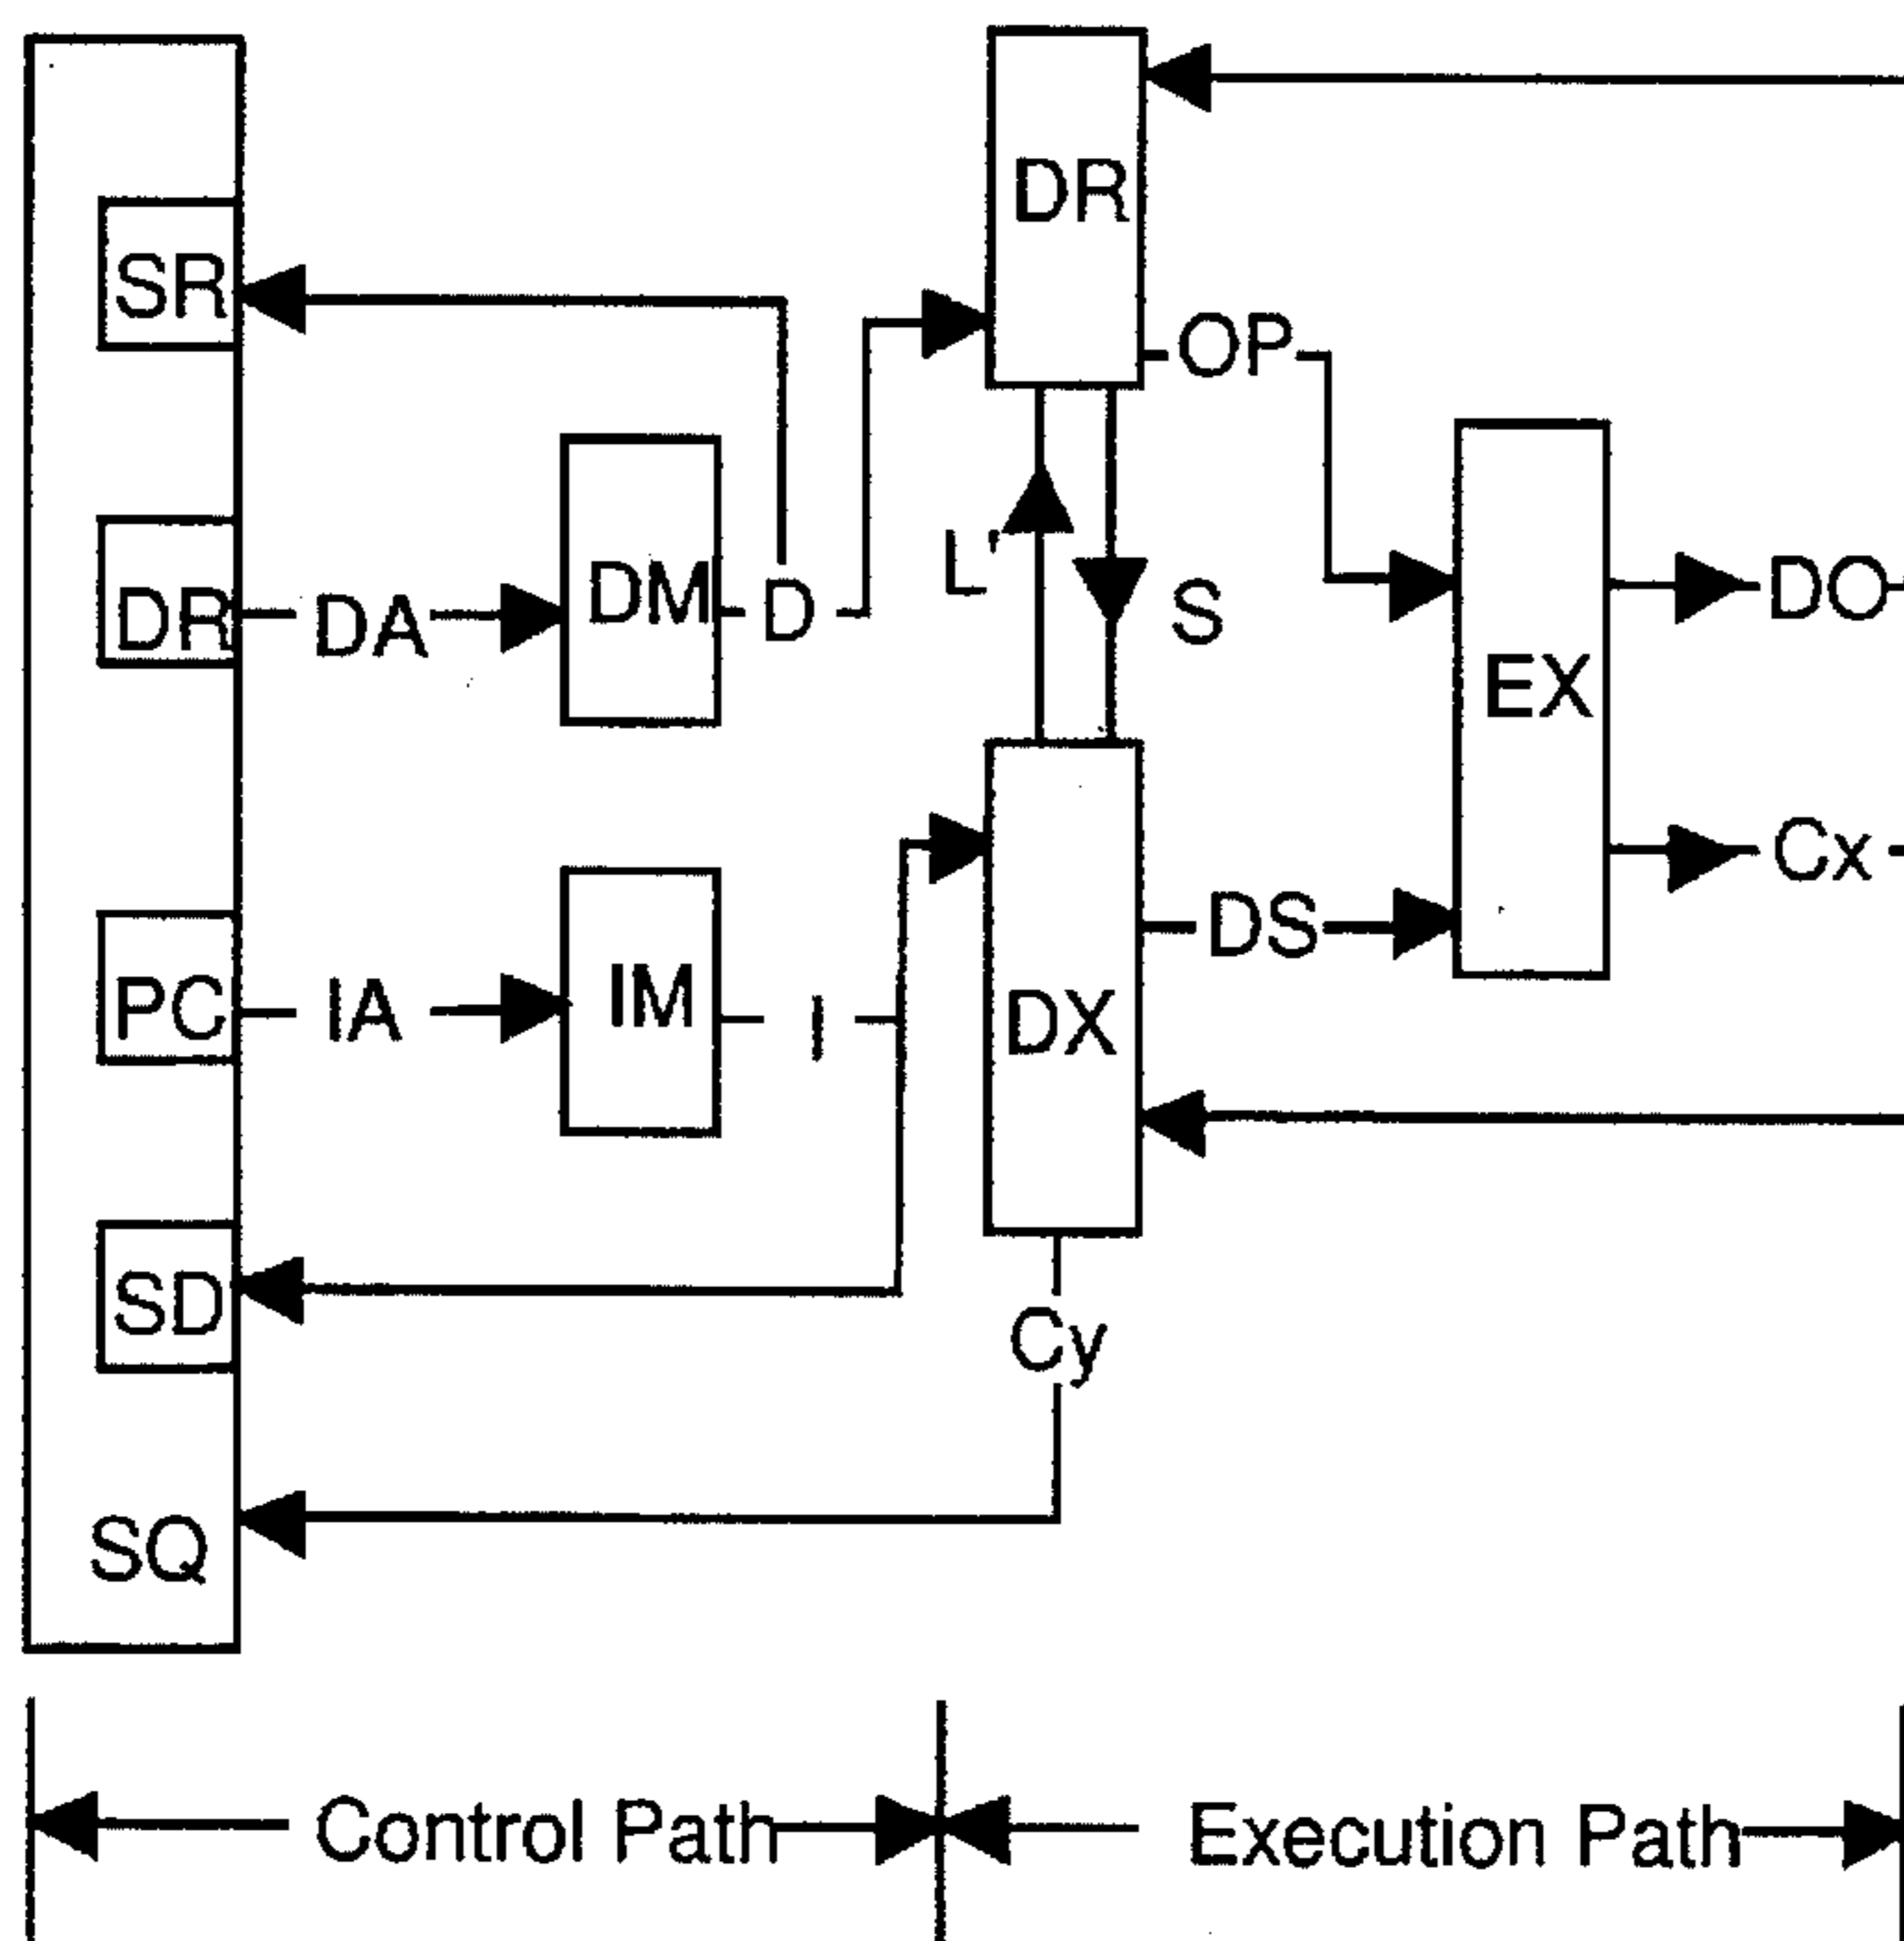 DR
SR
OP
DR
DA
DM
D
L'
S
DO
EX
Cx
DS
PC
IA
IM
I
DX
SD
Cy
SQ
Control Path
Execution Path